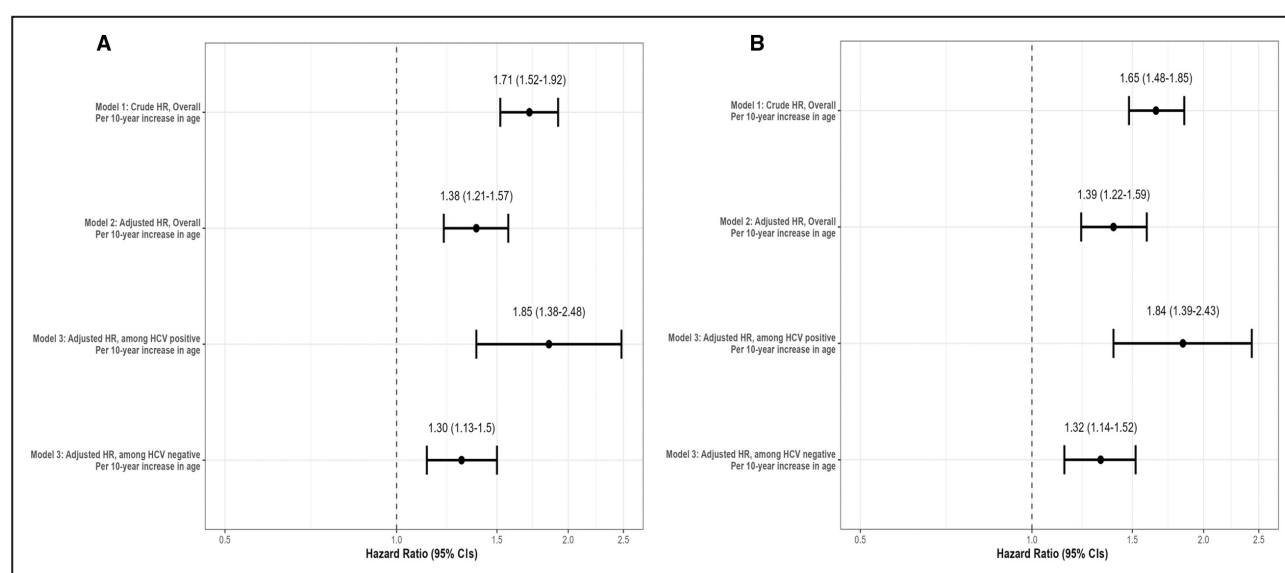 A
1.71 (1.52-1.92)
Model 1: Crude HR, Overall
Per 10-year increase in age
1.38 (1.21-1.57)
Model 2: Adjusted HR, Overall
Per 10-year increase in age
1.85 (1.38-2.48)
Model 3: Adjusted HR, among HCV positive
Per 10-year increase in age
1.30 (1.13-1.5)
Model 3: Adjusted HR, among HCV negative
Per 10-year increase in age
0.5 1.0 1.5 2.0 2.5
Hazard Ratio (95% CIs)
B
1.65 (1.48-1.85)
Model 1: Crude HR, Overall
Per 10-year increase in age
1.39 (1.22-1.59)
Model 2: Adjusted HR, Overall
Per 10-year increase in age
1.84 (1.39-2.43)
Model 3: Adjusted HR, among HCV positive
Per 10-year increase in age
1.32 (1.14-1.52)
Model 3: Adjusted HR, among HCV negative
Per 10-year increase in age
0.5 1.0 1.5 2.0 2.5
Hazard Ratio (95% CIs)